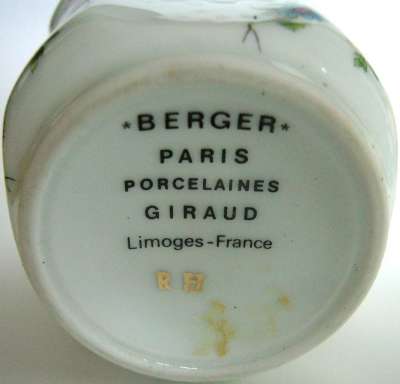 *BERGER*
PARIS
PORCELAINES
GIRAUD
Limoges-France